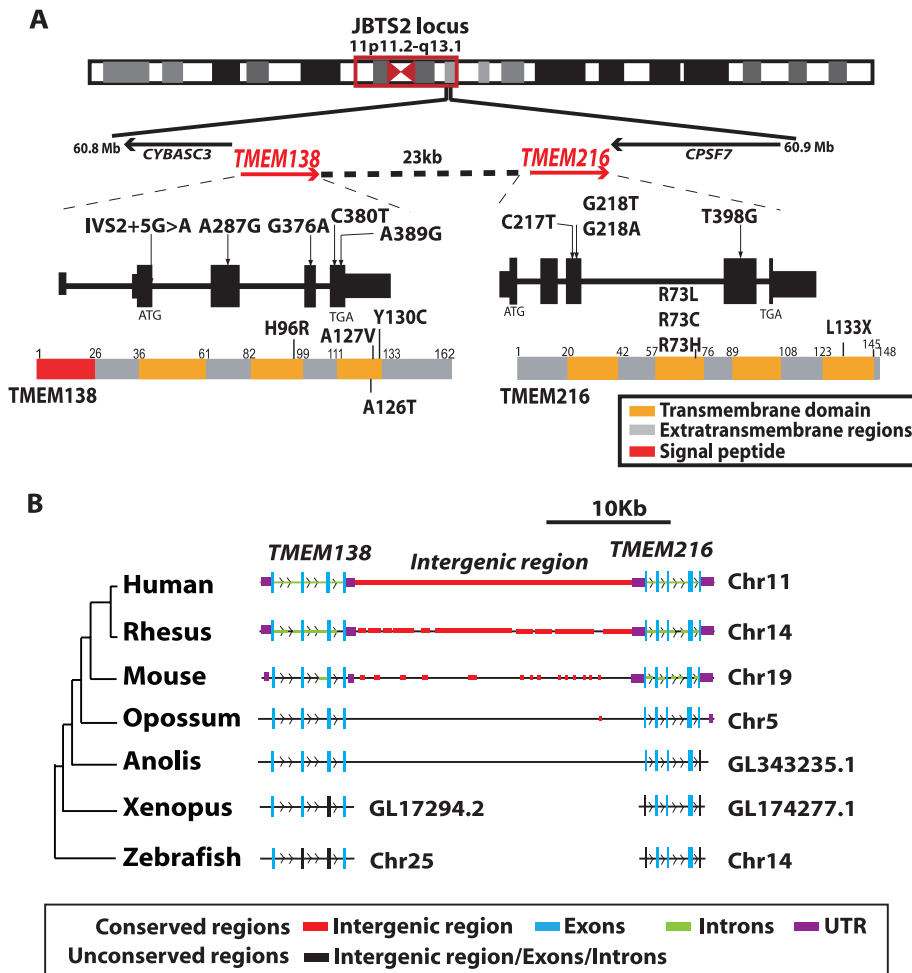 A
JBTS2 locus
11p11.2-q13.1
60.8 Mb
CYBASC3
TMEM138
23kb
TMEM216
CPSF7
60.9 Mb
IVS2+5G>A A287G G376A C380T A389G
C217T G218T G218A T398G
ATG TGA
ATG TGA
R73L
R73C
R73H
H96R A127V Y130C
L133X
1 26 36 61 82 99 111 133 162
1 20 42 57 76 89 108 123 145 148
TMEM138
A126T
TMEM216
Transmembrane domain
Extratransmembrane regions
Signal peptide
B
10Kb
TMEM138 Intergenic region TMEM216
Human Chr11
Rhesus Chr14
Mouse Chr19
Opossum Chr5
Anolis GL343235.1
Xenopus GL17294.2 GL174277.1
Zebrafish Chr25 Chr14
Conserved regions Intergenic region Exons Introns UTR
Unconserved regions Intergenic region/Exons/Introns